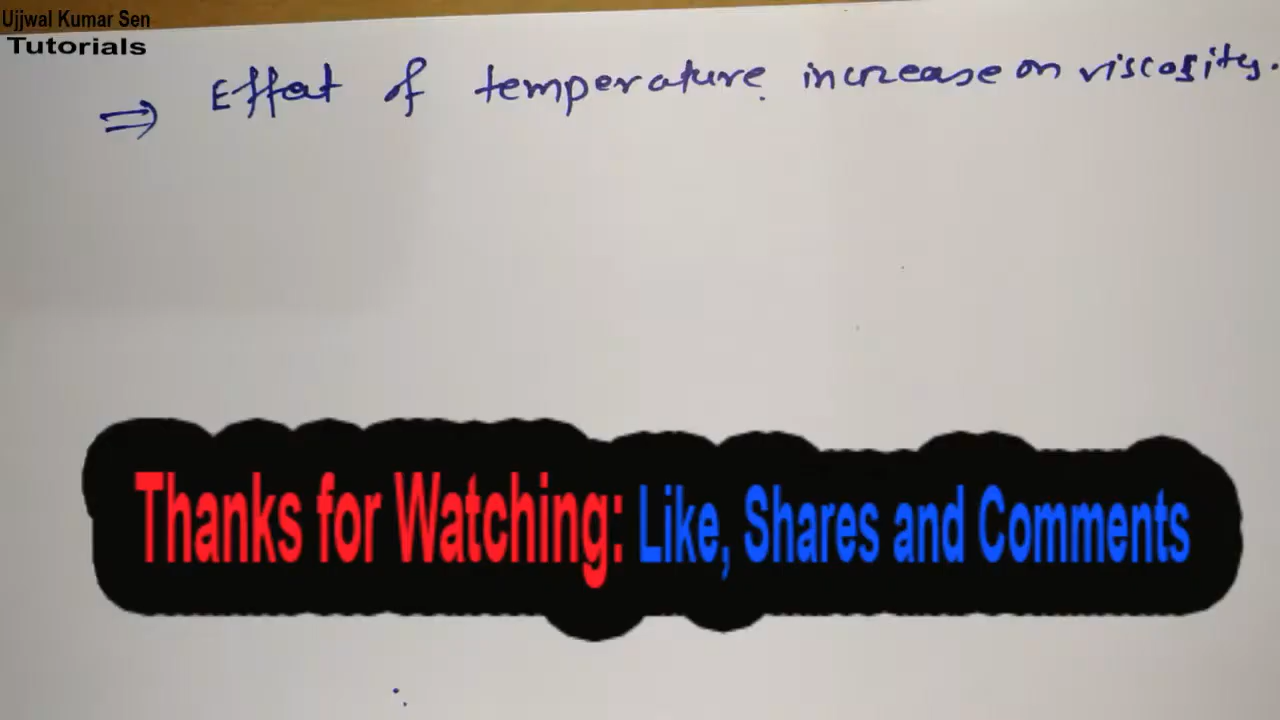 Ujjwal Kumar Sen
Tutorials
⇒ Effect of temperature increase on viscosity.
Thanks for Watching: Like, Shares and Comments